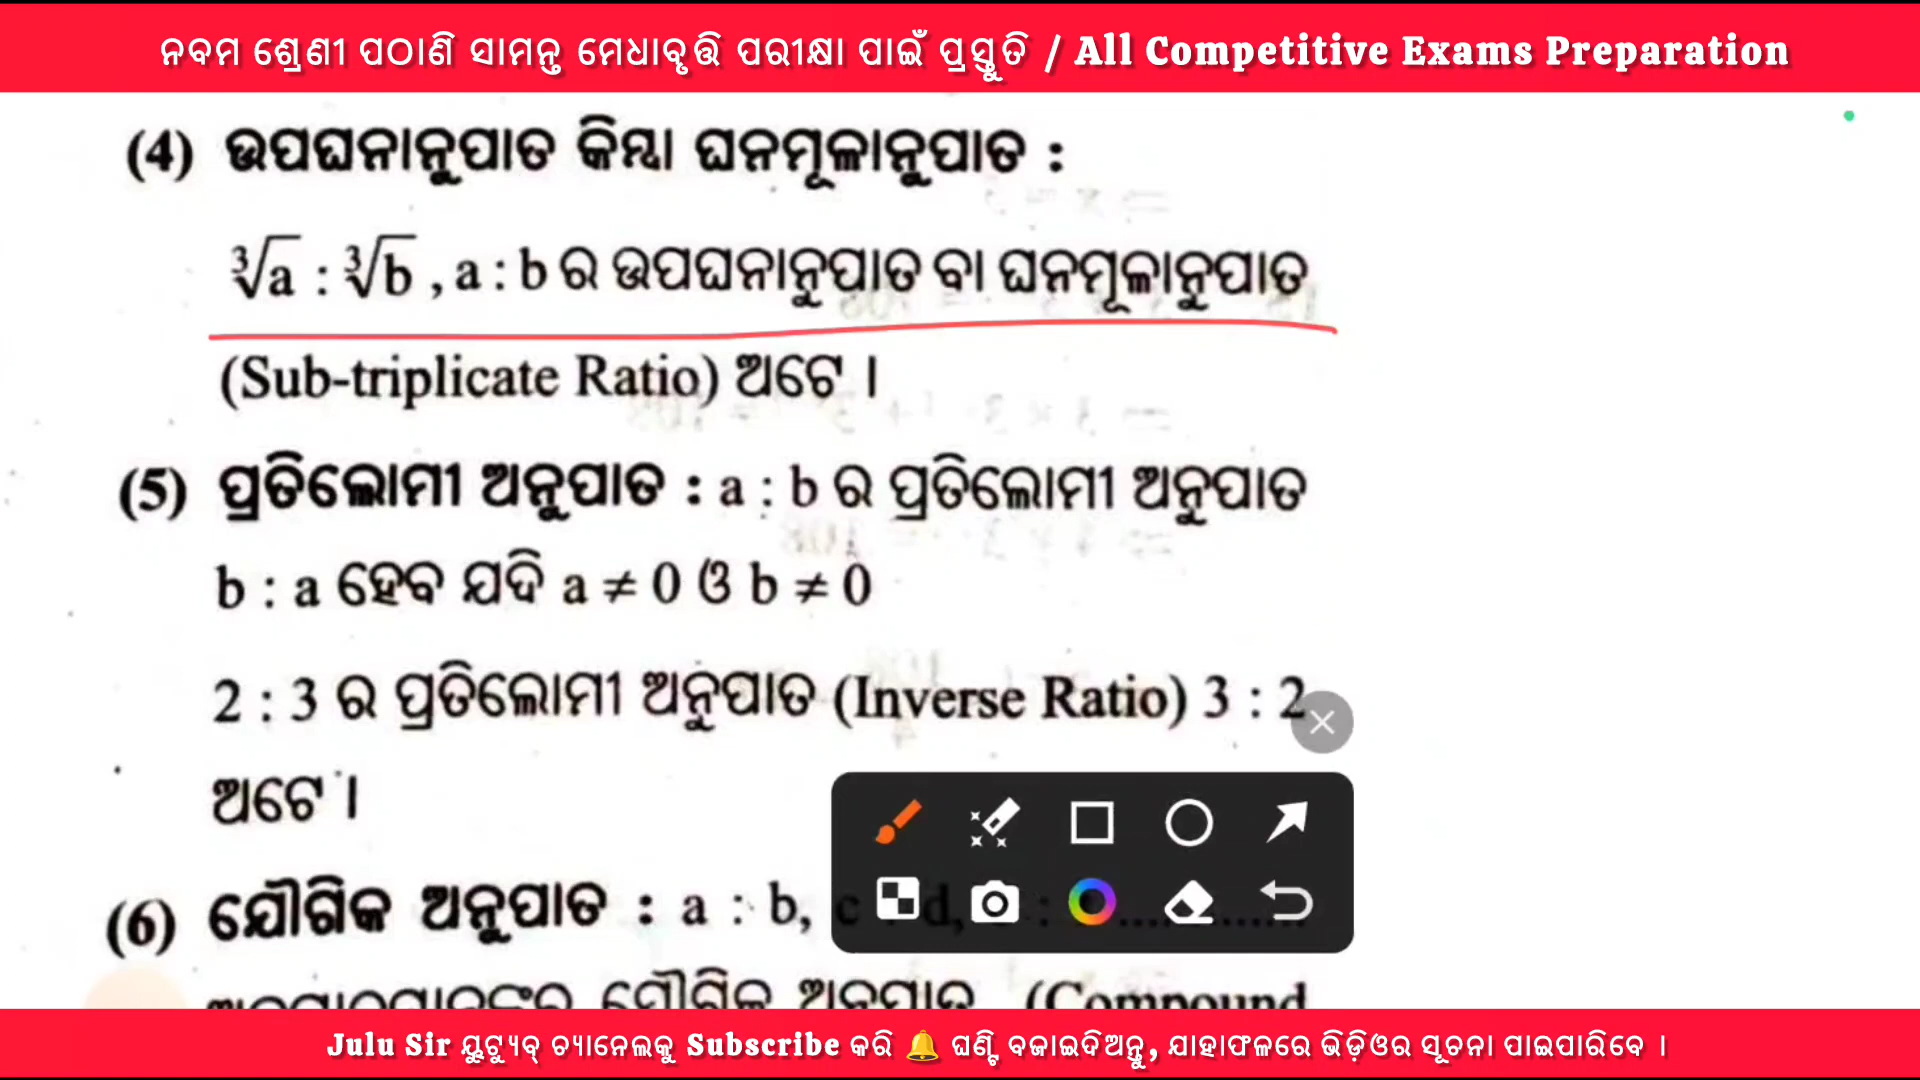 ନବମ ଶ୍ରେଣୀ ପଠାଣି ସାମନ୍ତ ମେଧାବୃତ୍ତି ପରୀକ୍ଷା ପାଇଁ ପ୍ରସ୍ତୁତି / All Competitive Exams Preparation
(4) ଉପଘନାନୁପାତ କିମ୍ବା ଘନମୂଳାନୁପାତ :
∛a : ∛b , a : b ର ଉପଘନାନୁପାତ ବା ଘନମୂଳାନୁପାତ
(Sub-triplicate Ratio) ଅଟେ ।
(5) ପ୍ରତିଲୋମୀ ଅନୁପାତ : a : b ର ପ୍ରତିଲୋମୀ ଅନୁପାତ
b : a ହେବ ଯଦି a ≠ 0 ଓ b ≠ 0
2 : 3 ର ପ୍ରତିଲୋମୀ ଅନୁପାତ (Inverse Ratio) 3 : 2
ଅଟେ ।
(6) ଯୌଗିକ ଅନୁପାତ : a : b, c : d,
ଯୌଗିକ ଅନୁପାତ (Compound
Julu Sir ୟୁଟ୍ୟୁବ୍ ଚ୍ୟାନେଲକୁ Subscribe କରି 🔔 ଘଣ୍ଟି ବଜାଇଦିଅନ୍ତୁ, ଯାହାଫଳରେ ଭିଡ଼ିଓର ସୂଚନା ପାଇପାରିବେ ।